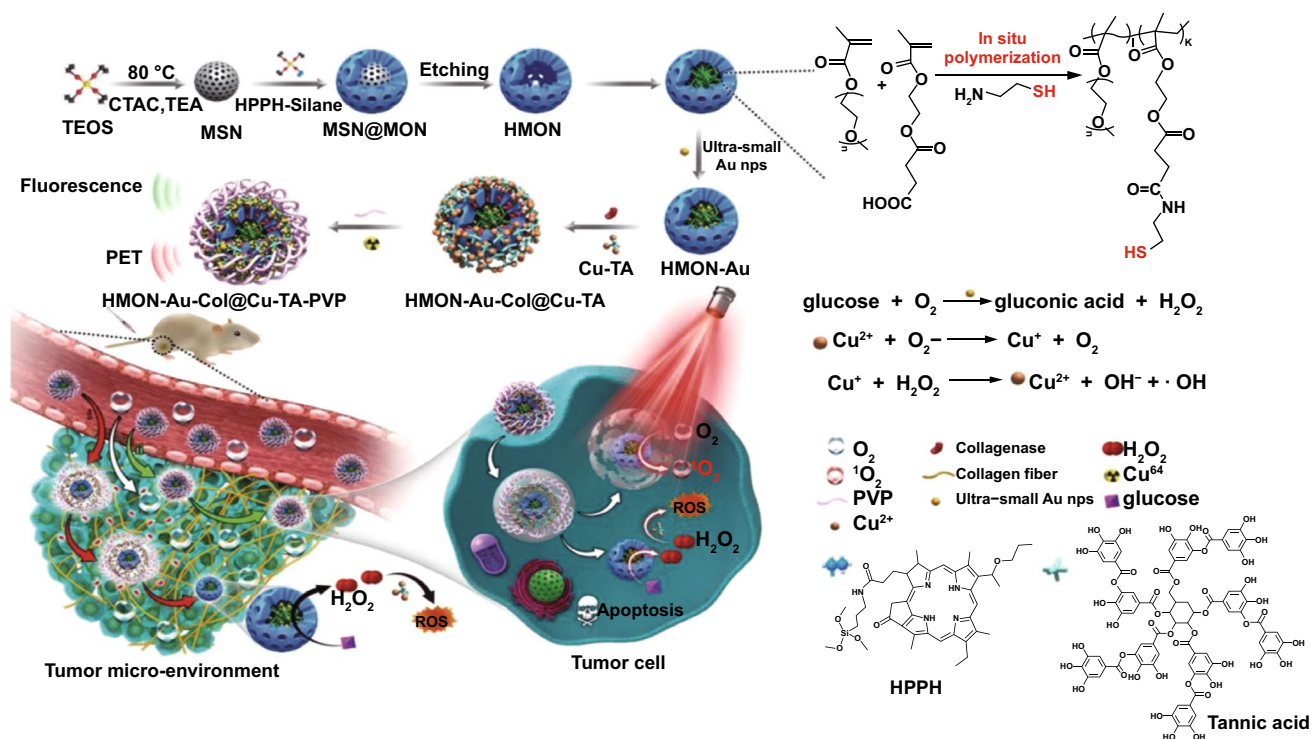 TEOS
80 °C
CTAC,TEA
MSN
HPPH-Silane
MSN@MON
Etching
HMON
Ultra-small
Au nps
HMON-Au
Cu-TA
HMON-Au-Col@Cu-TA
HMON-Au-Col@Cu-TA-PVP
Fluorescence
PET
O
O
O
n
+
O
O
O
O
HOOC
In situ
polymerization
H₂N
SH
I
K
O
O
O
O
n
O
O
O
C=O
NH
HS
glucose + O₂ → gluconic acid + H₂O₂
Cu²⁺ + O₂− → Cu⁺ + O₂
Cu⁺ + H₂O₂ → Cu²⁺ + OH⁻ + · OH
O₂
¹O₂
PVP
Cu²⁺
Collagenase
Collagen fiber
Ultra−small Au nps
H₂O₂
Cu⁶⁴
glucose
O₂
¹O₂
ROS
H₂O₂
Apoptosis
Tumor cell
H₂O₂
ROS
Tumor micro-environment
HPPH
Tannic acid